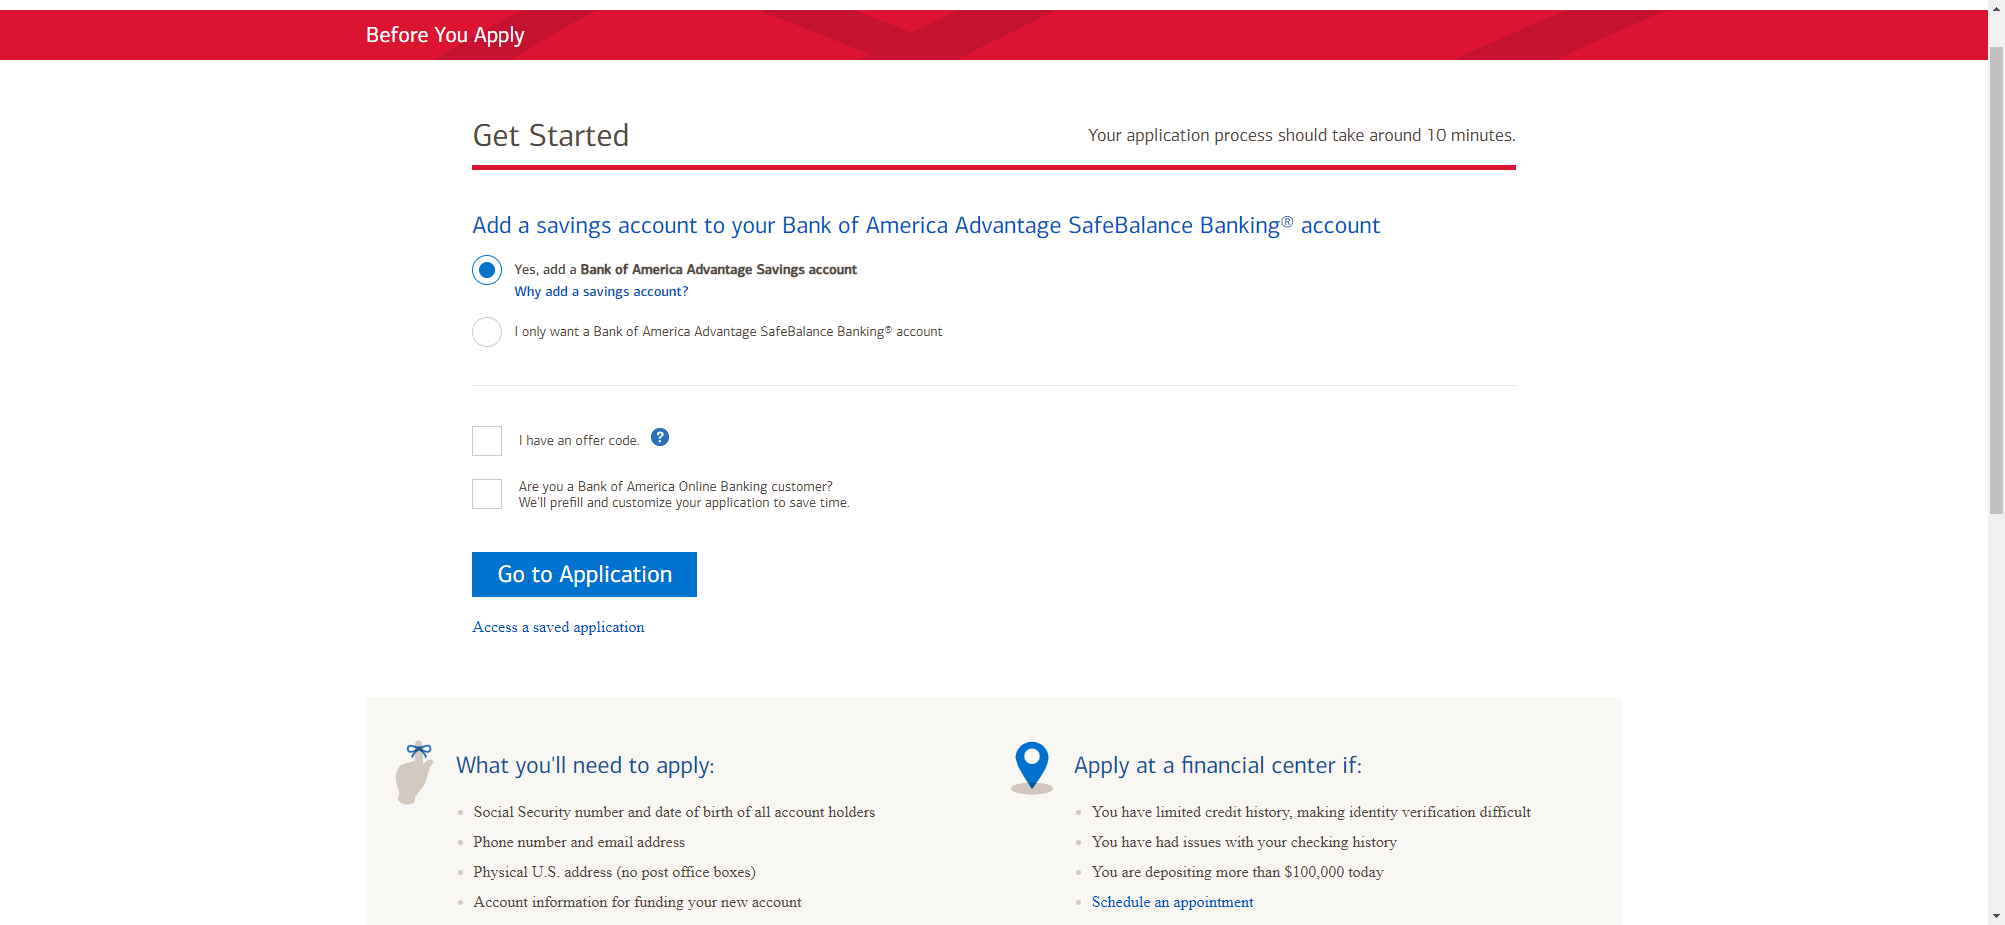 Before You Apply
Get Started
Your application process should take around 10 minutes.
Add a savings account to your Bank of America Advantage SafeBalance Banking® account
Yes, add a Bank of America Advantage Savings account
Why add a savings account?
I only want a Bank of America Advantage SafeBalance Banking® account
I have an offer code. ?
Are you a Bank of America Online Banking customer?
We'll prefill and customize your application to save time.
Go to Application
Access a saved application
What you'll need to apply:
Social Security number and date of birth of all account holders
Phone number and email address
Physical U.S. address (no post office boxes)
Account information for funding your new account
Apply at a financial center if:
You have limited credit history, making identity verification difficult
You have had issues with your checking history
You are depositing more than $100,000 today
Schedule an appointment